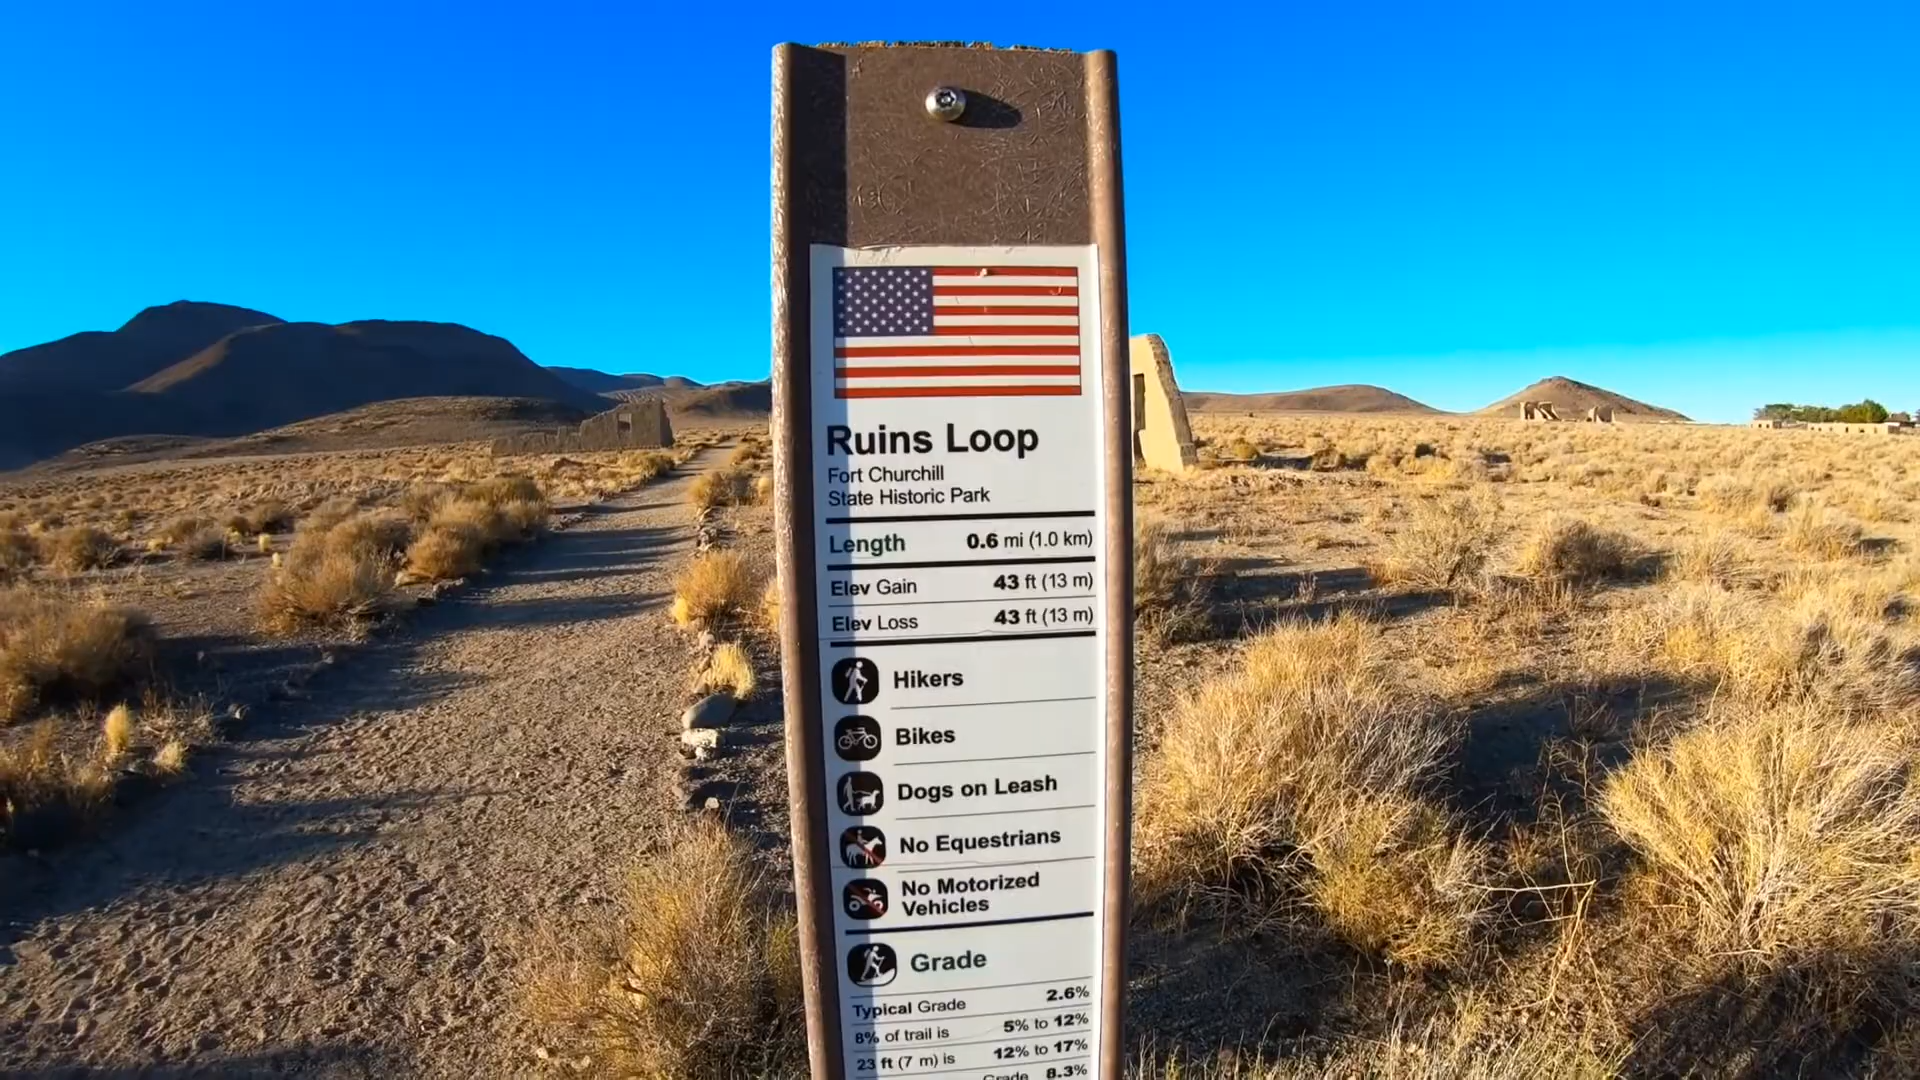 Ruins Loop
Fort Churchill
State Historic Park
Length 0.6 mi (1.0 km)
Elev Gain 43 ft (13 m)
Elev Loss 43 ft (13 m)
Hikers
Bikes
Dogs on Leash
No Equestrians
No Motorized
Vehicles
Grade
Typical Grade 2.6%
8% of trail is 5% to 12%
23 ft (7 m) is 12% to 17%
Grade 8.3%